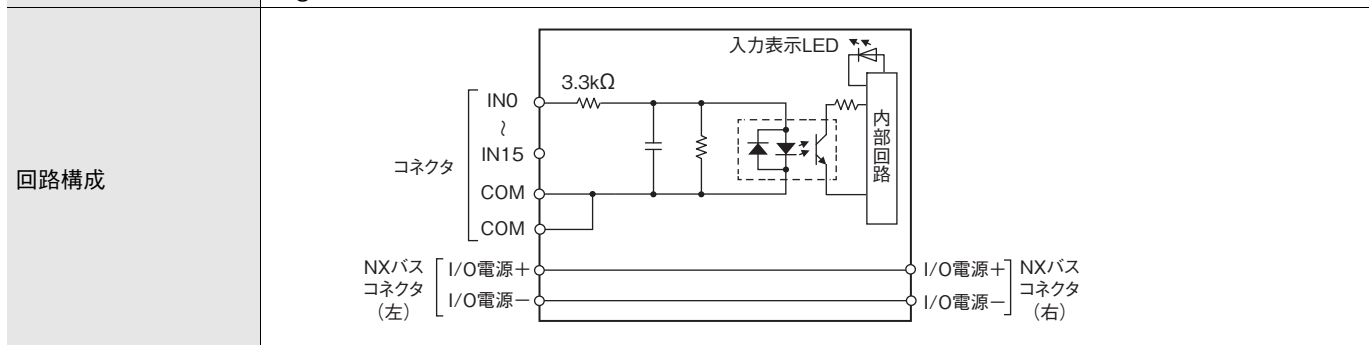 回路構成
入力表示LED
3.3kΩ
IN0
～
IN15
COM
COM
コネクタ
内部回路
NXバス
コネクタ
（左）
I/O電源＋
I/O電源－
I/O電源＋
I/O電源－
NXバス
コネクタ
（右）